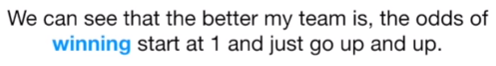 We can see that the better my team is, the odds of
winning start at 1 and just go up and up.